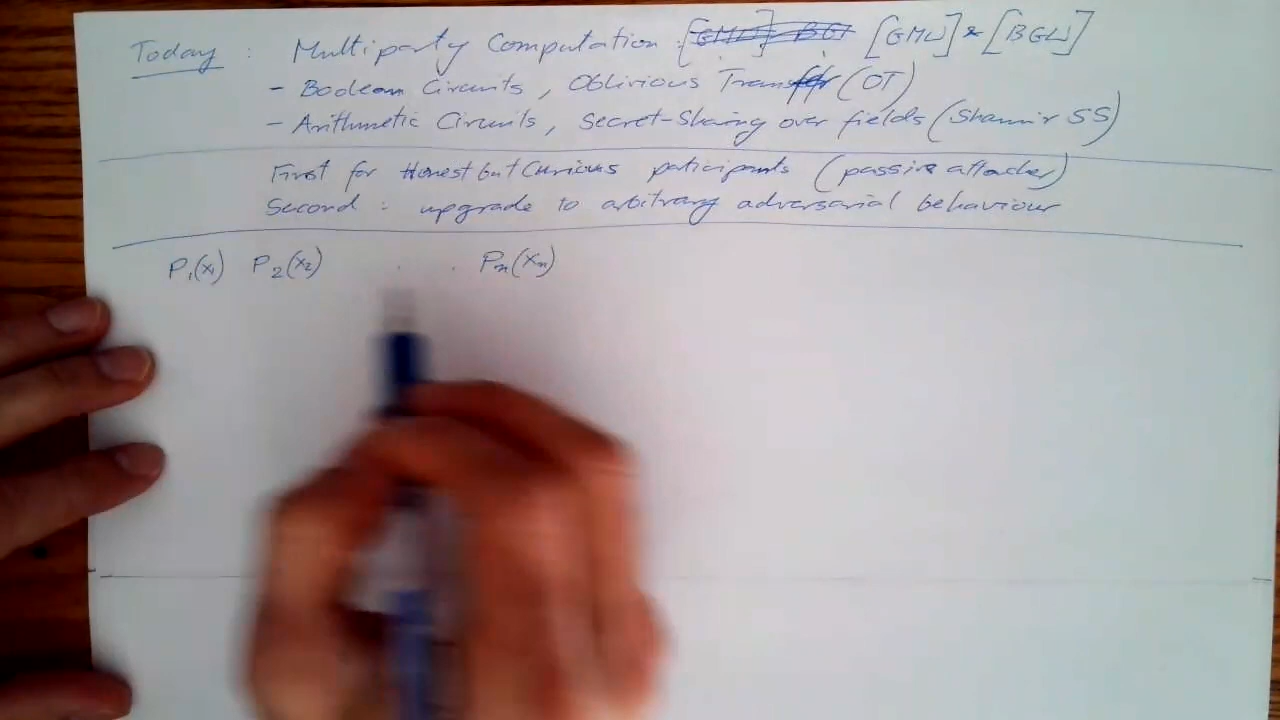 Today : Multiparty Computation : [GMW] BGW [GMW] & [BGW]
- Boolean Circuits, Oblivious Transfer (OT)
- Arithmetic Circuits, Secret-Sharing over fields (Shamir SS)
First for Honest but Curious participants (passive attacker)
Second : upgrade to arbitrary adversarial behaviour
P₁(x₁) P₂(x₂) . . Pₙ(xₙ)